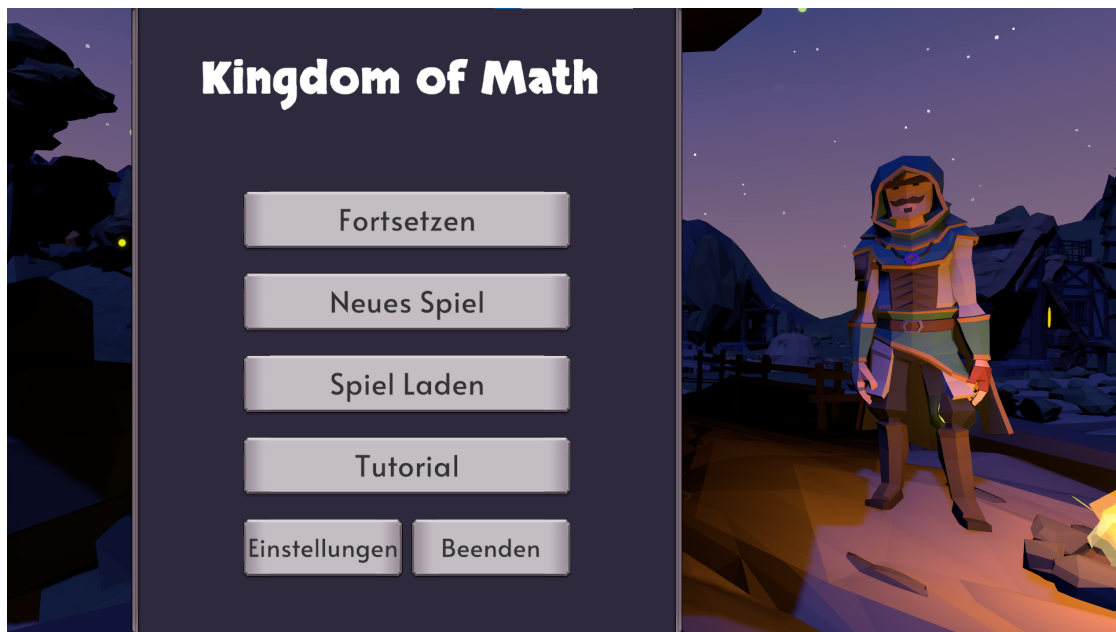 Kingdom of Math
Fortsetzen
Neues Spiel
Spiel Laden
Tutorial
Einstellungen Beenden